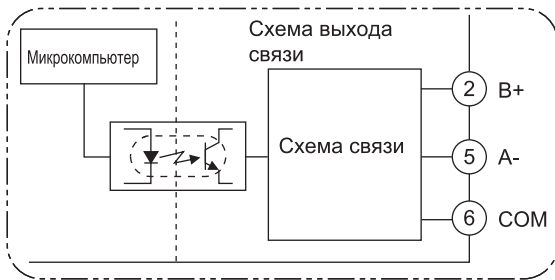 Схема выхода
связи
Микрокомпьютер
2 B+
Схема связи
5 A-
6 COM